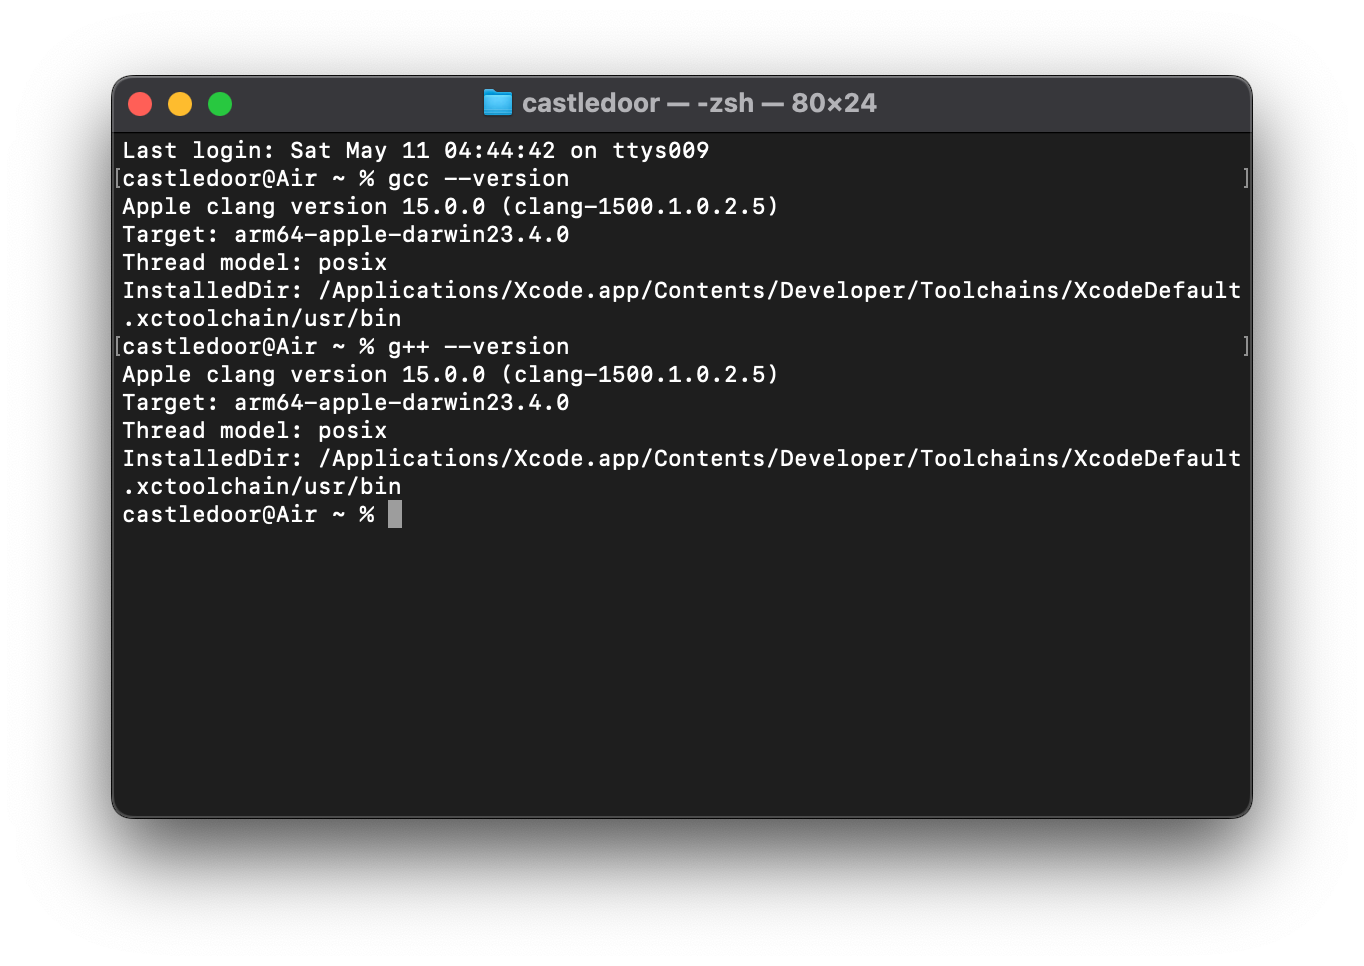 castledoor — -zsh — 80×24
Last login: Sat May 11 04:44:42 on ttys009
[castledoor@Air ~ % gcc --version ]
Apple clang version 15.0.0 (clang-1500.1.0.2.5)
Target: arm64-apple-darwin23.4.0
Thread model: posix
InstalledDir: /Applications/Xcode.app/Contents/Developer/Toolchains/XcodeDefault
.xctoolchain/usr/bin
[castledoor@Air ~ % g++ --version ]
Apple clang version 15.0.0 (clang-1500.1.0.2.5)
Target: arm64-apple-darwin23.4.0
Thread model: posix
InstalledDir: /Applications/Xcode.app/Contents/Developer/Toolchains/XcodeDefault
.xctoolchain/usr/bin
castledoor@Air ~ %